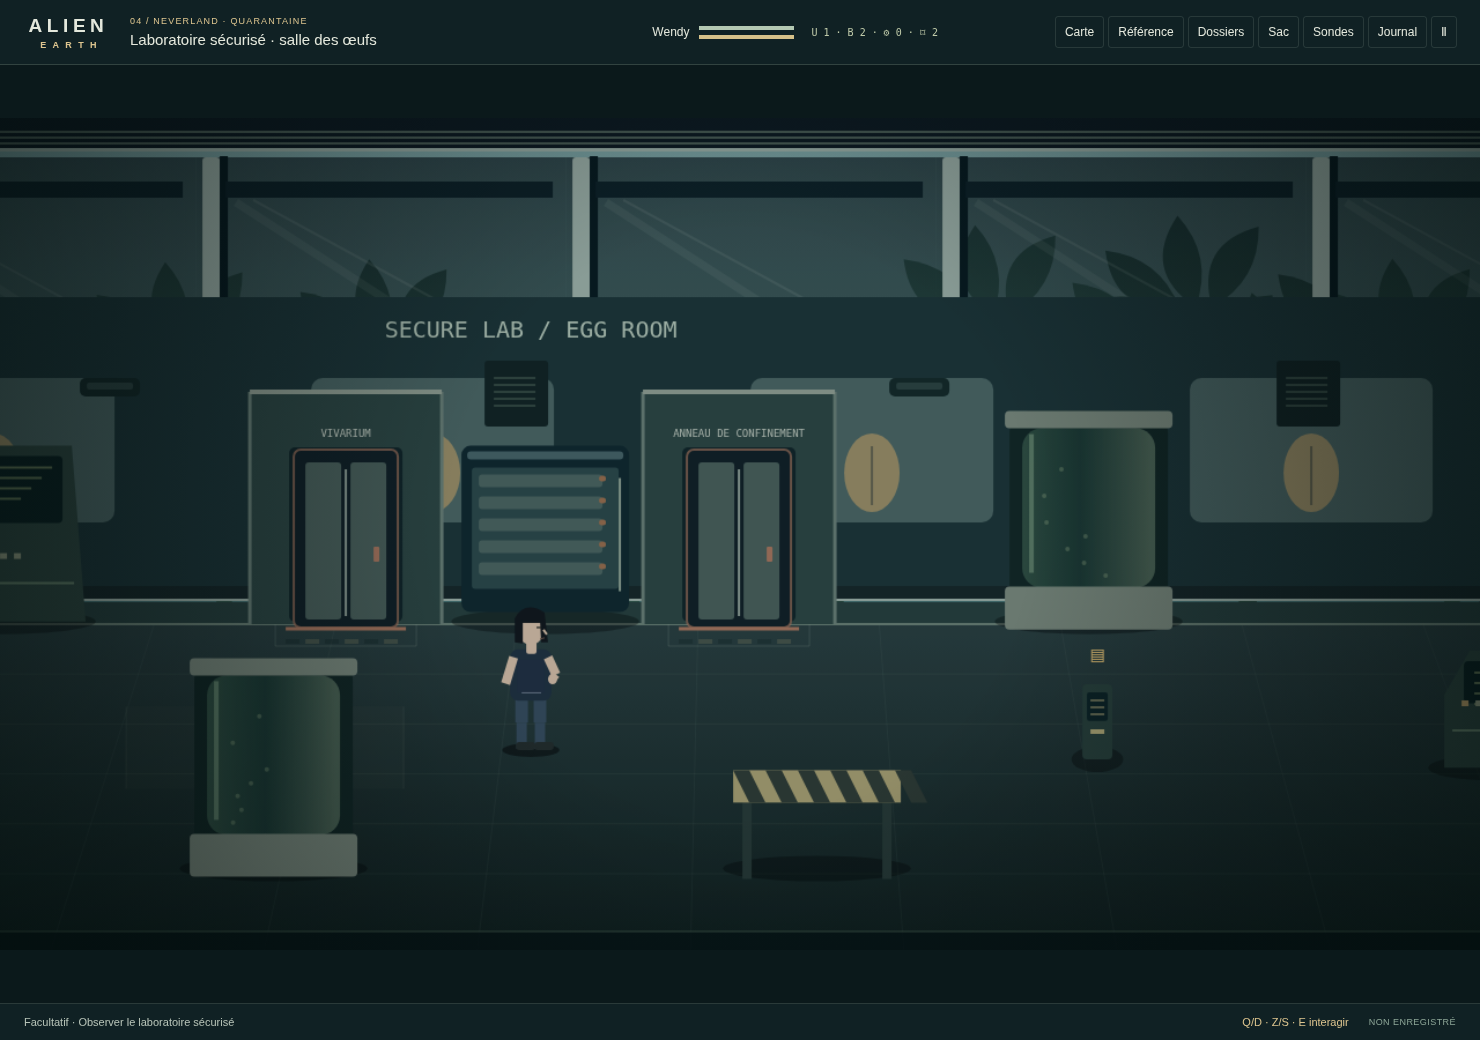 ALIEN
EARTH
04 / NEVERLAND · QUARANTAINE
Laboratoire sécurisé · salle des œufs
Wendy
U 1 · B 2 · ⚙ 0 · ¤ 2
Carte
Référence
Dossiers
Sac
Sondes
Journal
Ⅱ
SECURE LAB / EGG ROOM
VIVARIUM
ANNEAU DE CONFINEMENT
Facultatif · Observer le laboratoire sécurisé
Q/D · Z/S · E interagir
NON ENREGISTRÉ